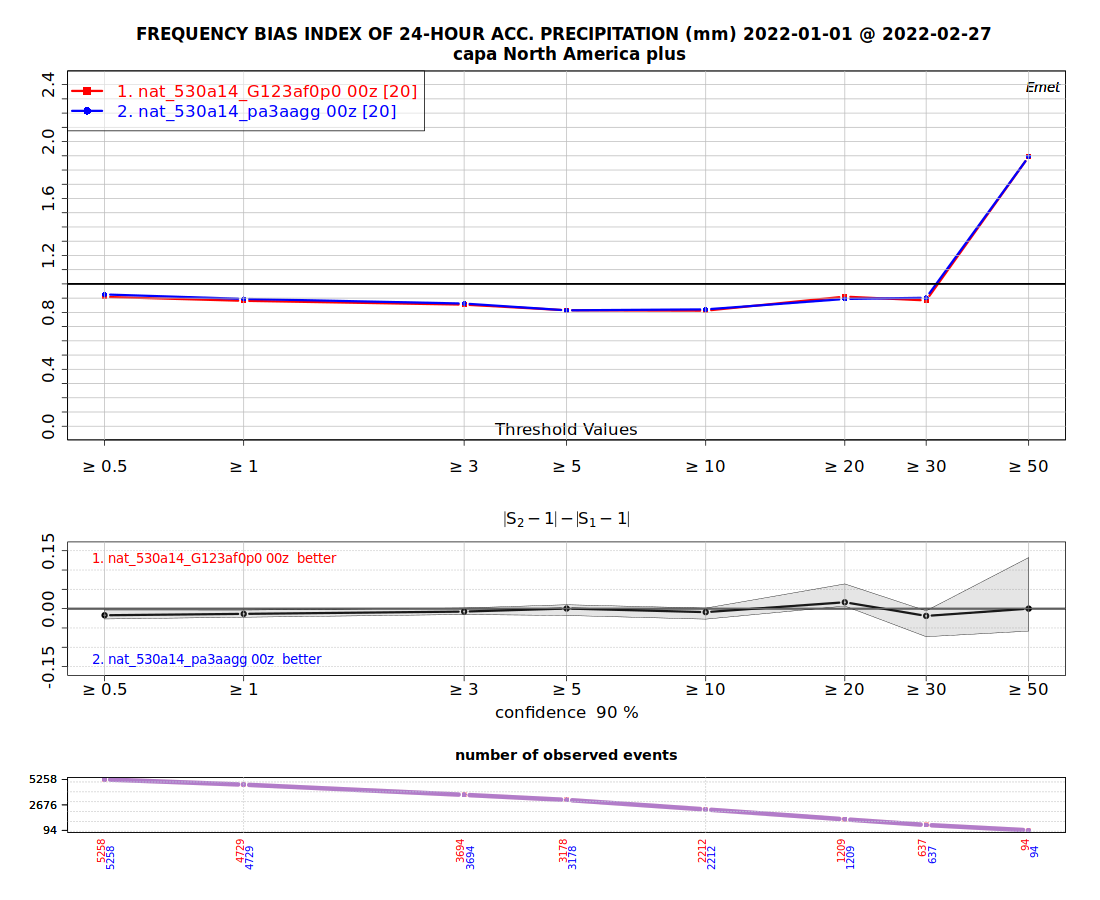 FREQUENCY BIAS INDEX OF 24-HOUR ACC. PRECIPITATION (mm) 2022-01-01 @ 2022-02-27
capa North America plus
1. nat_530a14_G123af0p0 00z [20]
2. nat_530a14_pa3aagg 00z [20]
Emet
2.4
2.0
1.6
1.2
0.8
0.4
0.0
Threshold Values
≥ 0.5 ≥ 1 ≥ 3 ≥ 5 ≥ 10 ≥ 20 ≥ 30 ≥ 50
|S₂ − 1| − |S₁ − 1|
0.15
0.00
-0.15
1. nat_530a14_G123af0p0 00z better
2. nat_530a14_pa3aagg 00z better
≥ 0.5 ≥ 1 ≥ 3 ≥ 5 ≥ 10 ≥ 20 ≥ 30 ≥ 50
confidence 90 %
number of observed events
5258
2676
94
5258 4729 3694 3178 2212 1209 637 94
5258 4729 3694 3178 2212 1209 637 94